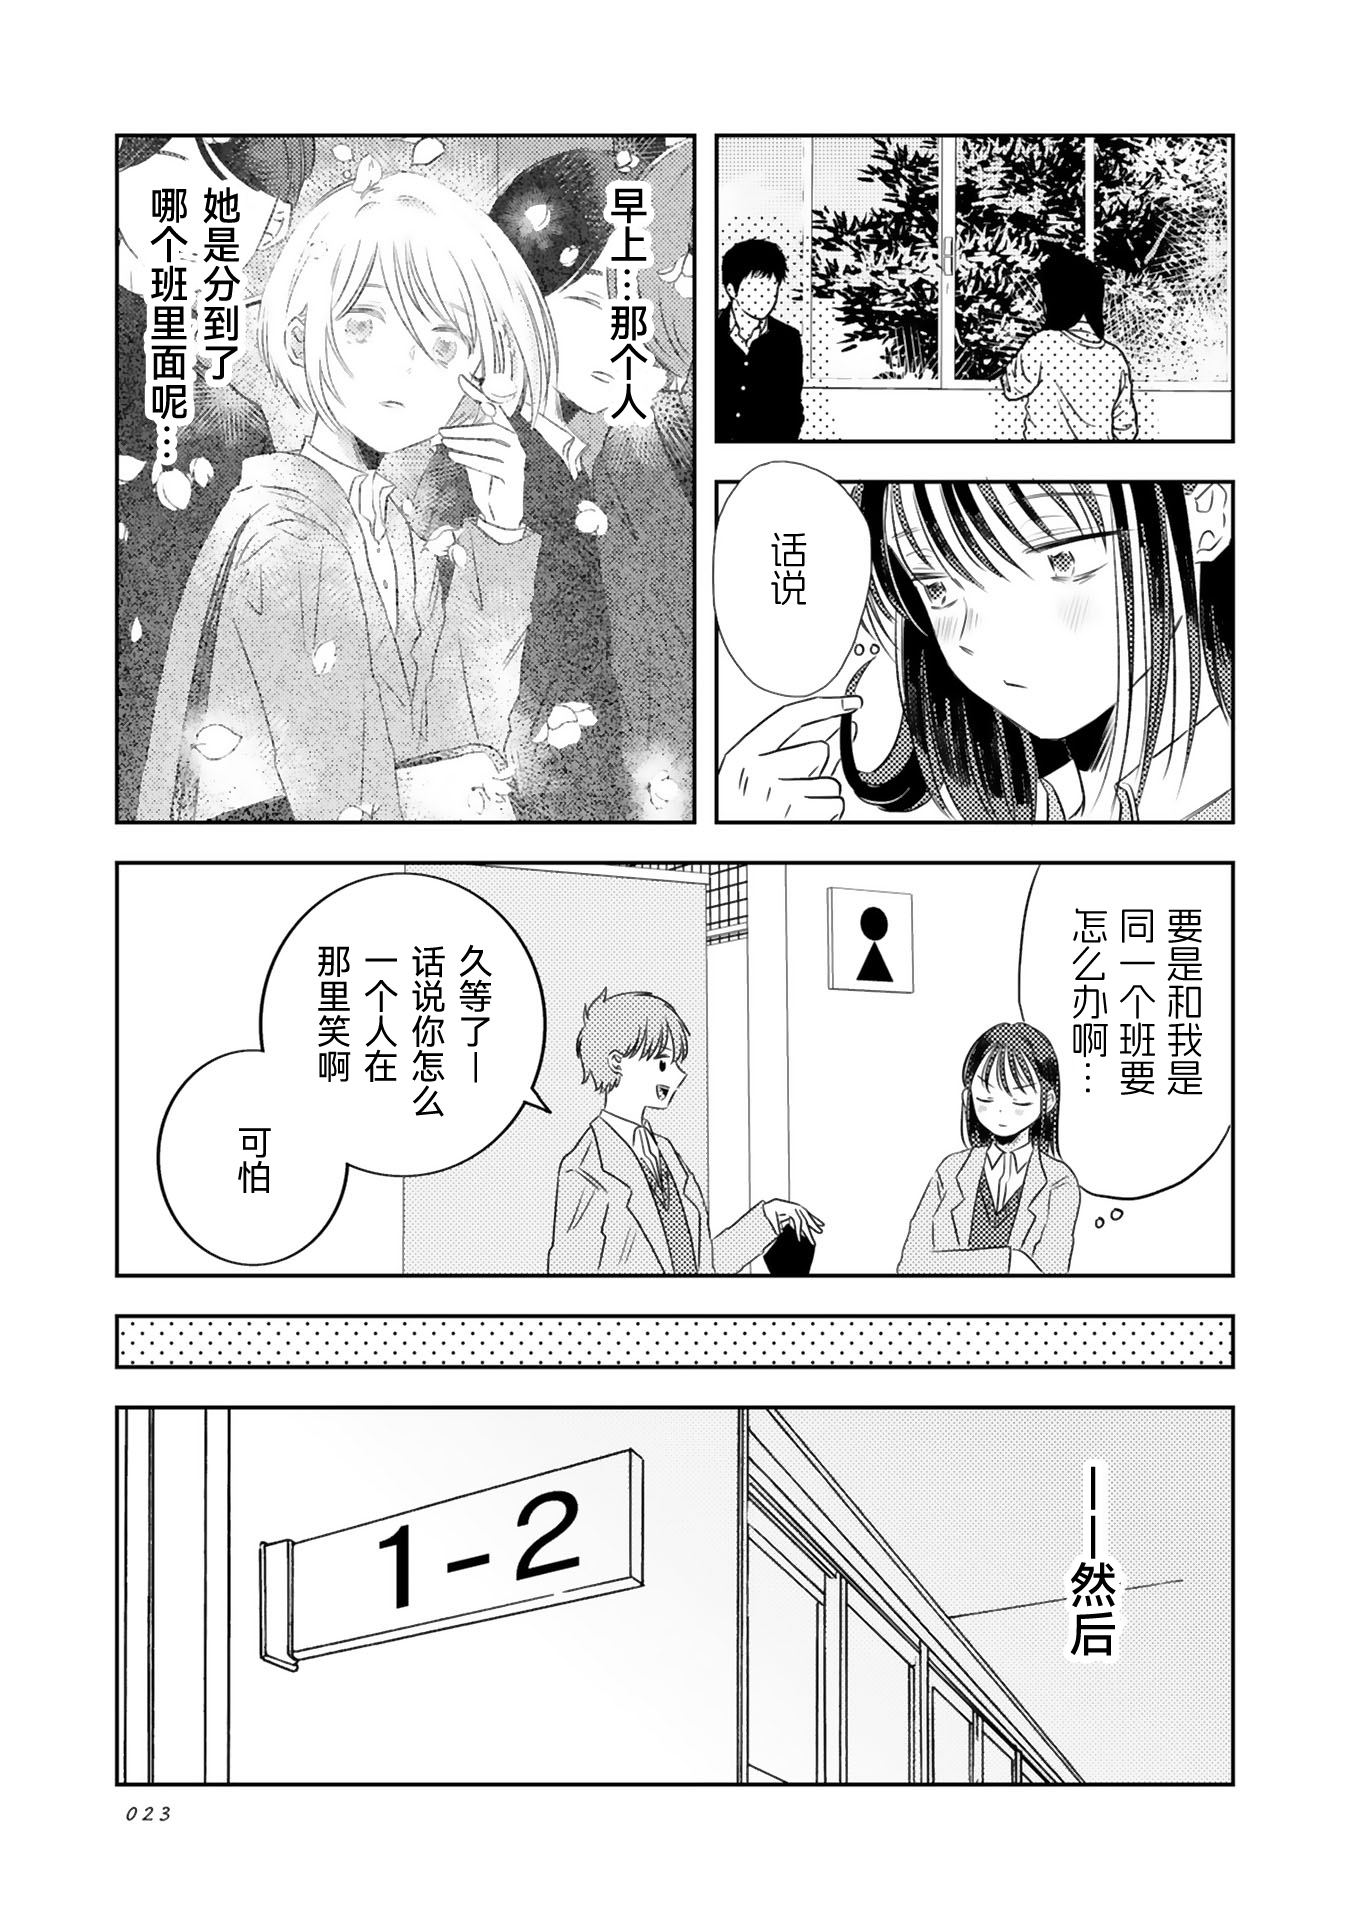 话说
早上…那个人
她是分到了
哪个班里面呢…
要是和我是
同一个班要
怎么办啊…
久等了—
话说你怎么
一个人在
那里笑啊
可怕
——然后
1-2
023